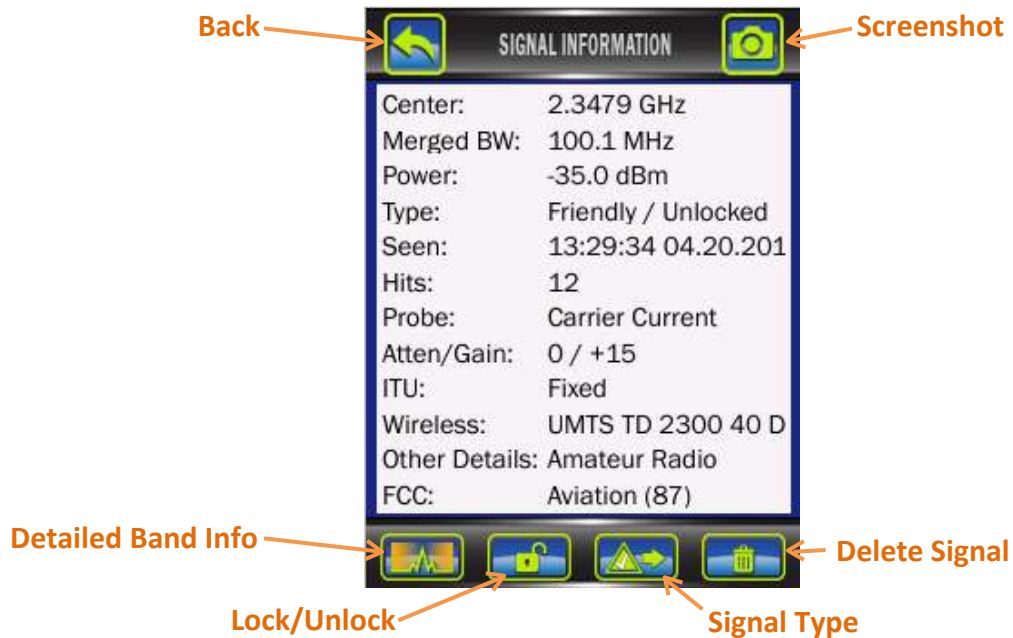 Back
SIGNAL INFORMATION
Screenshot
Center: 2.3479 GHz
Merged BW: 100.1 MHz
Power: -35.0 dBm
Type: Friendly / Unlocked
Seen: 13:29:34 04.20.201
Hits: 12
Probe: Carrier Current
Atten/Gain: 0 / +15
ITU: Fixed
Wireless: UMTS TD 2300 40 D
Other Details: Amateur Radio
FCC: Aviation (87)
Detailed Band Info
Delete Signal
Lock/Unlock
Signal Type